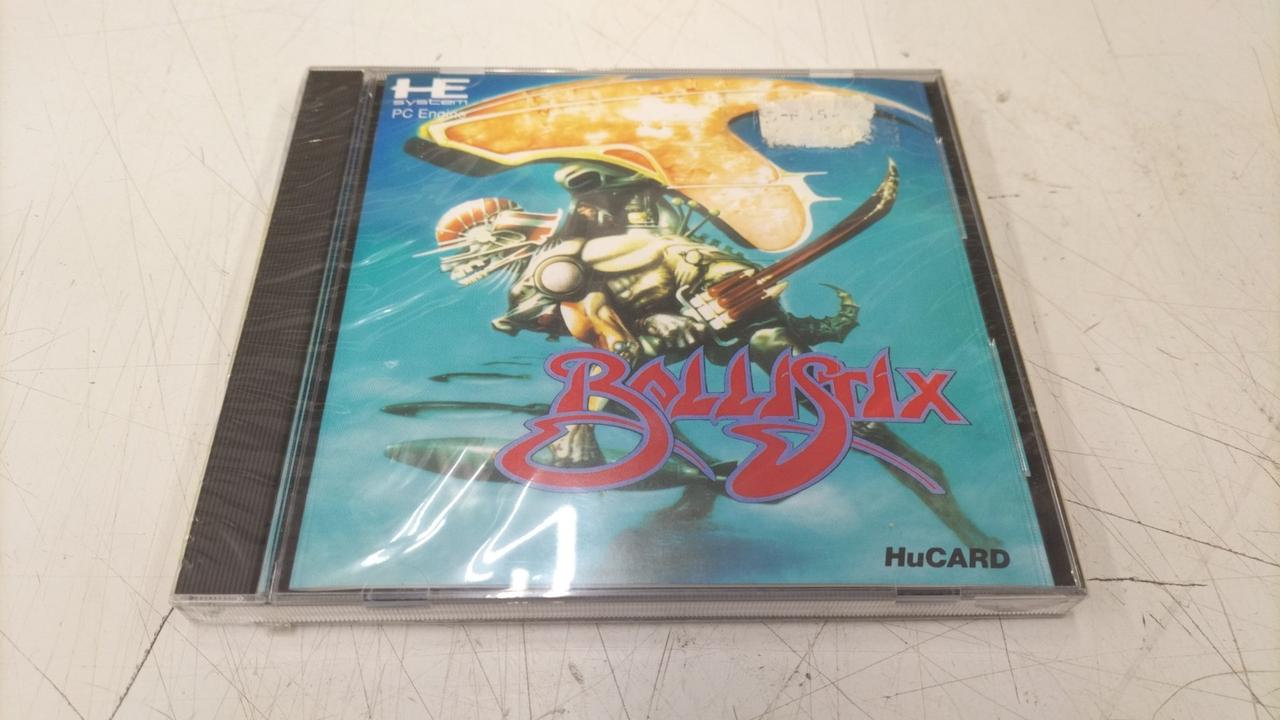 HE
system
PC Engine
BALLISTIX
HuCARD